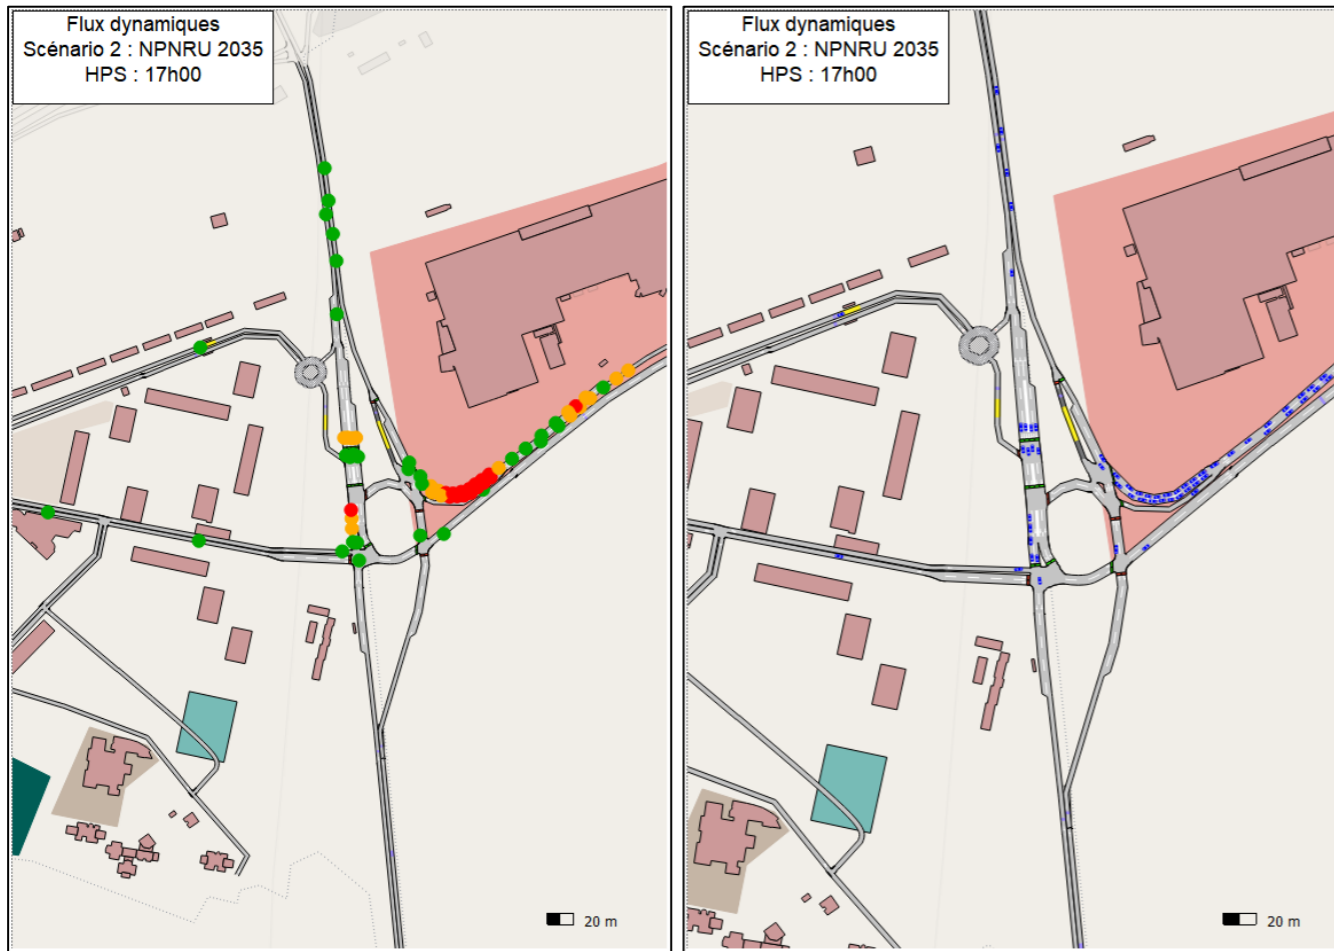 Flux dynamiques
Scénario 2 : NPNRU 2035
HPS : 17h00
20 m
Flux dynamiques
Scénario 2 : NPNRU 2035
HPS : 17h00
20 m